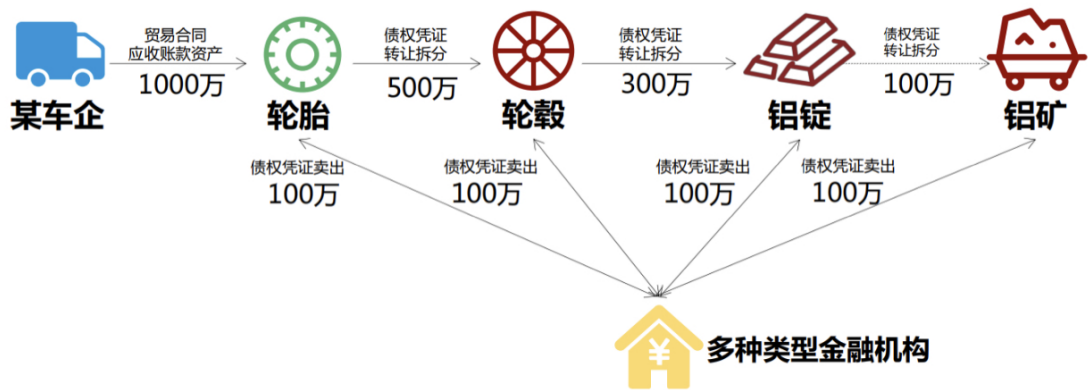 贸易合同
应收账款资产
1000万
债权凭证
转让拆分
500万
债权凭证
转让拆分
300万
债权凭证
转让拆分
100万
某车企
轮胎
轮毂
铝锭
铝矿
债权凭证卖出
100万
债权凭证卖出
100万
债权凭证卖出
100万
债权凭证卖出
100万
¥
多种类型金融机构